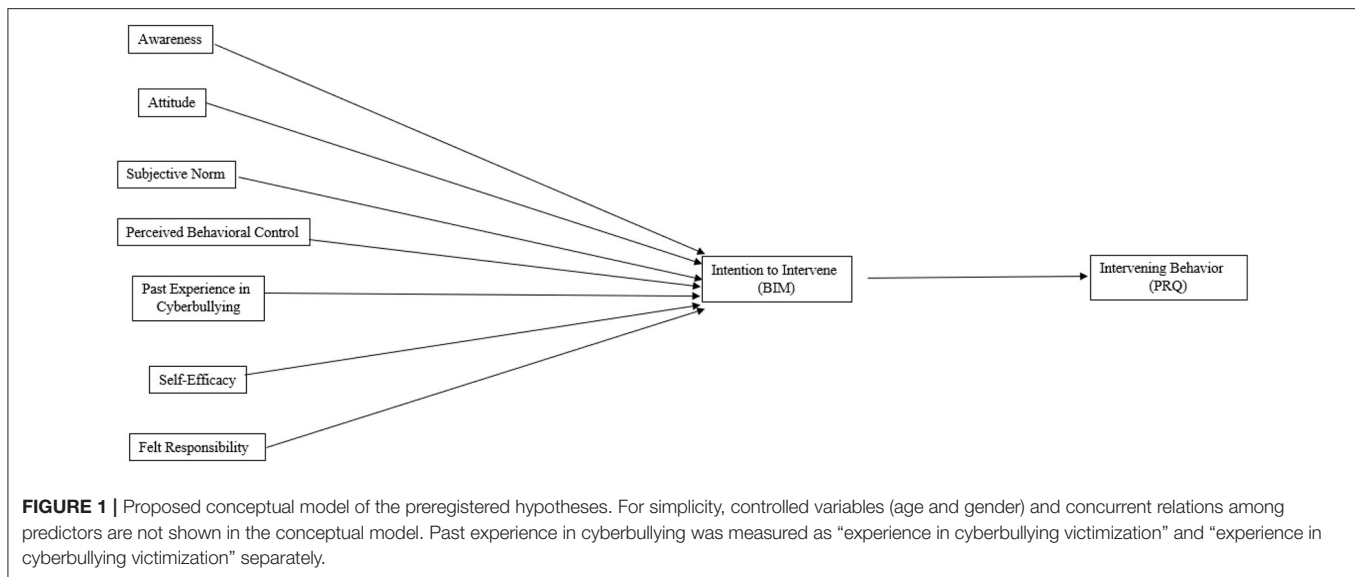 Awareness
Attitude
Subjective Norm
Perceived Behavioral Control
Past Experience in
Cyberbullying
Self-Efficacy
Felt Responsibility
Intention to Intervene
(BIM)
Intervening Behavior
(PRQ)
FIGURE 1 | Proposed conceptual model of the preregistered hypotheses. For simplicity, controlled variables (age and gender) and concurrent relations among
predictors are not shown in the conceptual model. Past experience in cyberbullying was measured as “experience in cyberbullying victimization” and “experience in
cyberbullying victimization” separately.